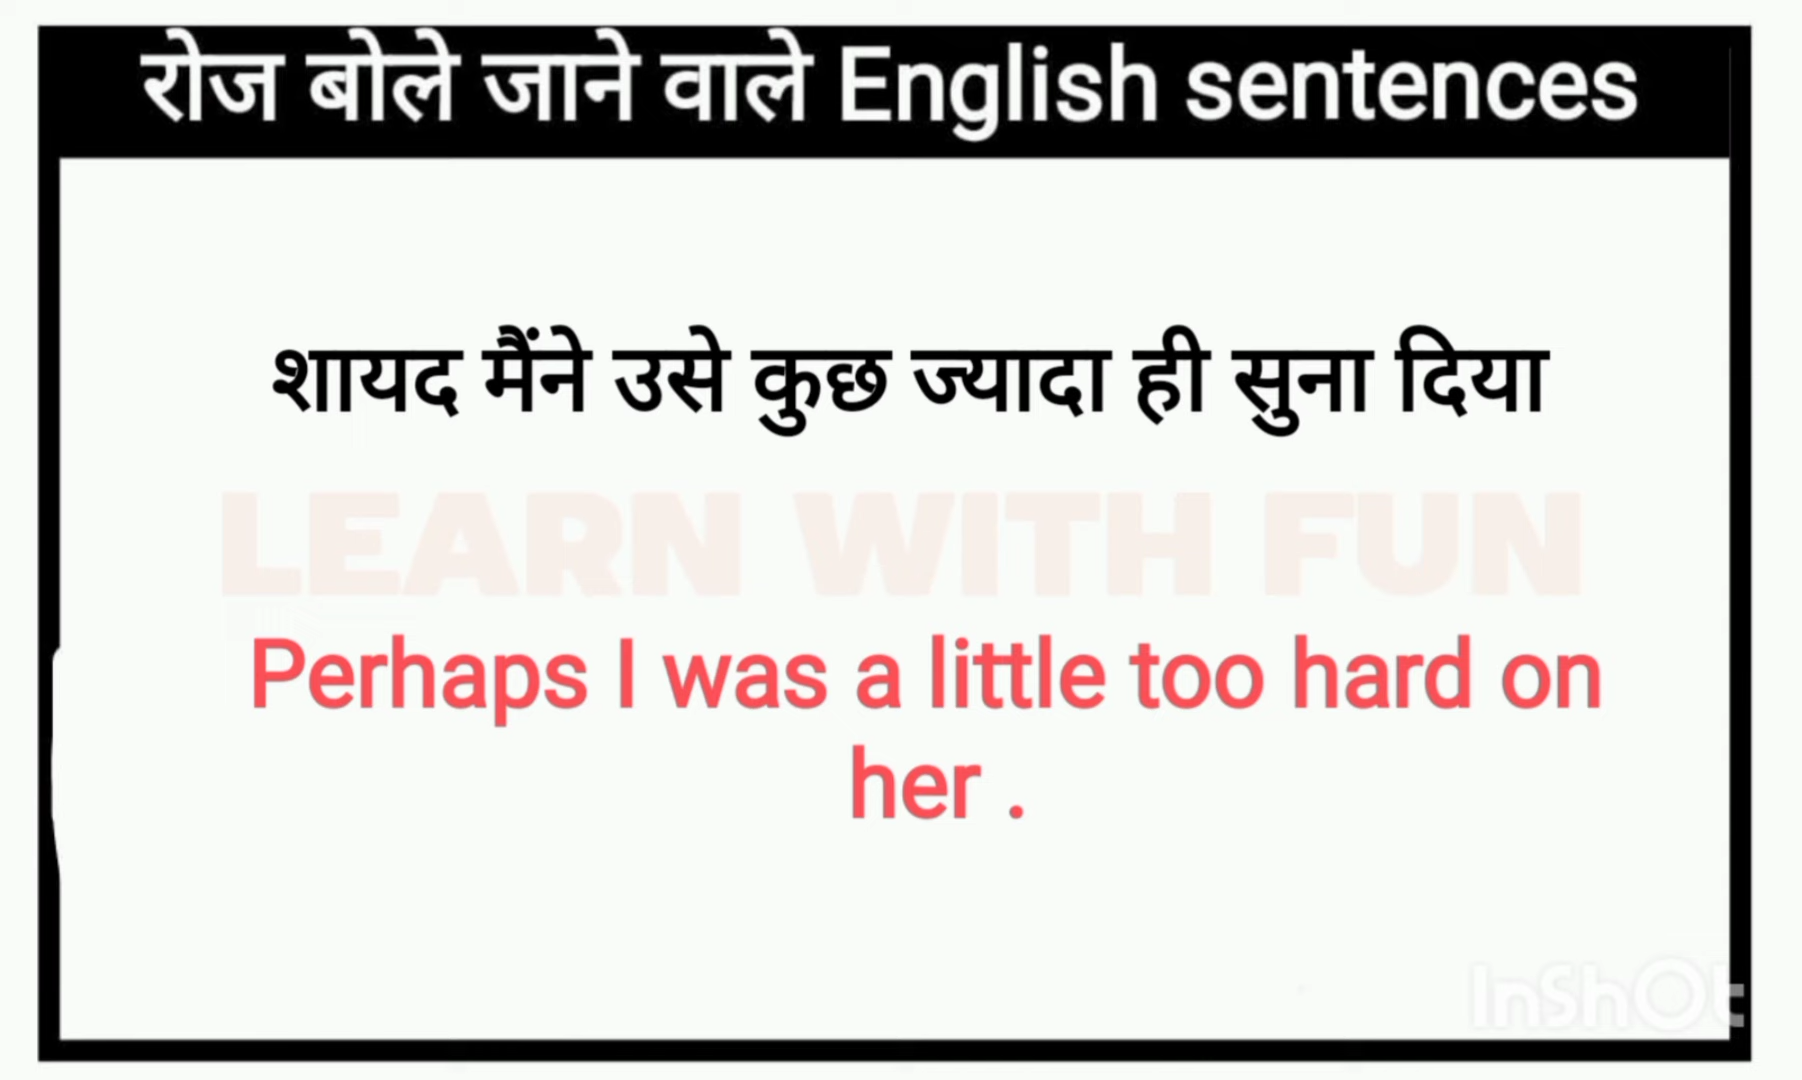 रोज बोले जाने वाले English sentences
शायद मैंने उसे कुछ ज्यादा ही सुना दिया
LEARN WITH FUN
Perhaps I was a little too hard on
her .
InShOt